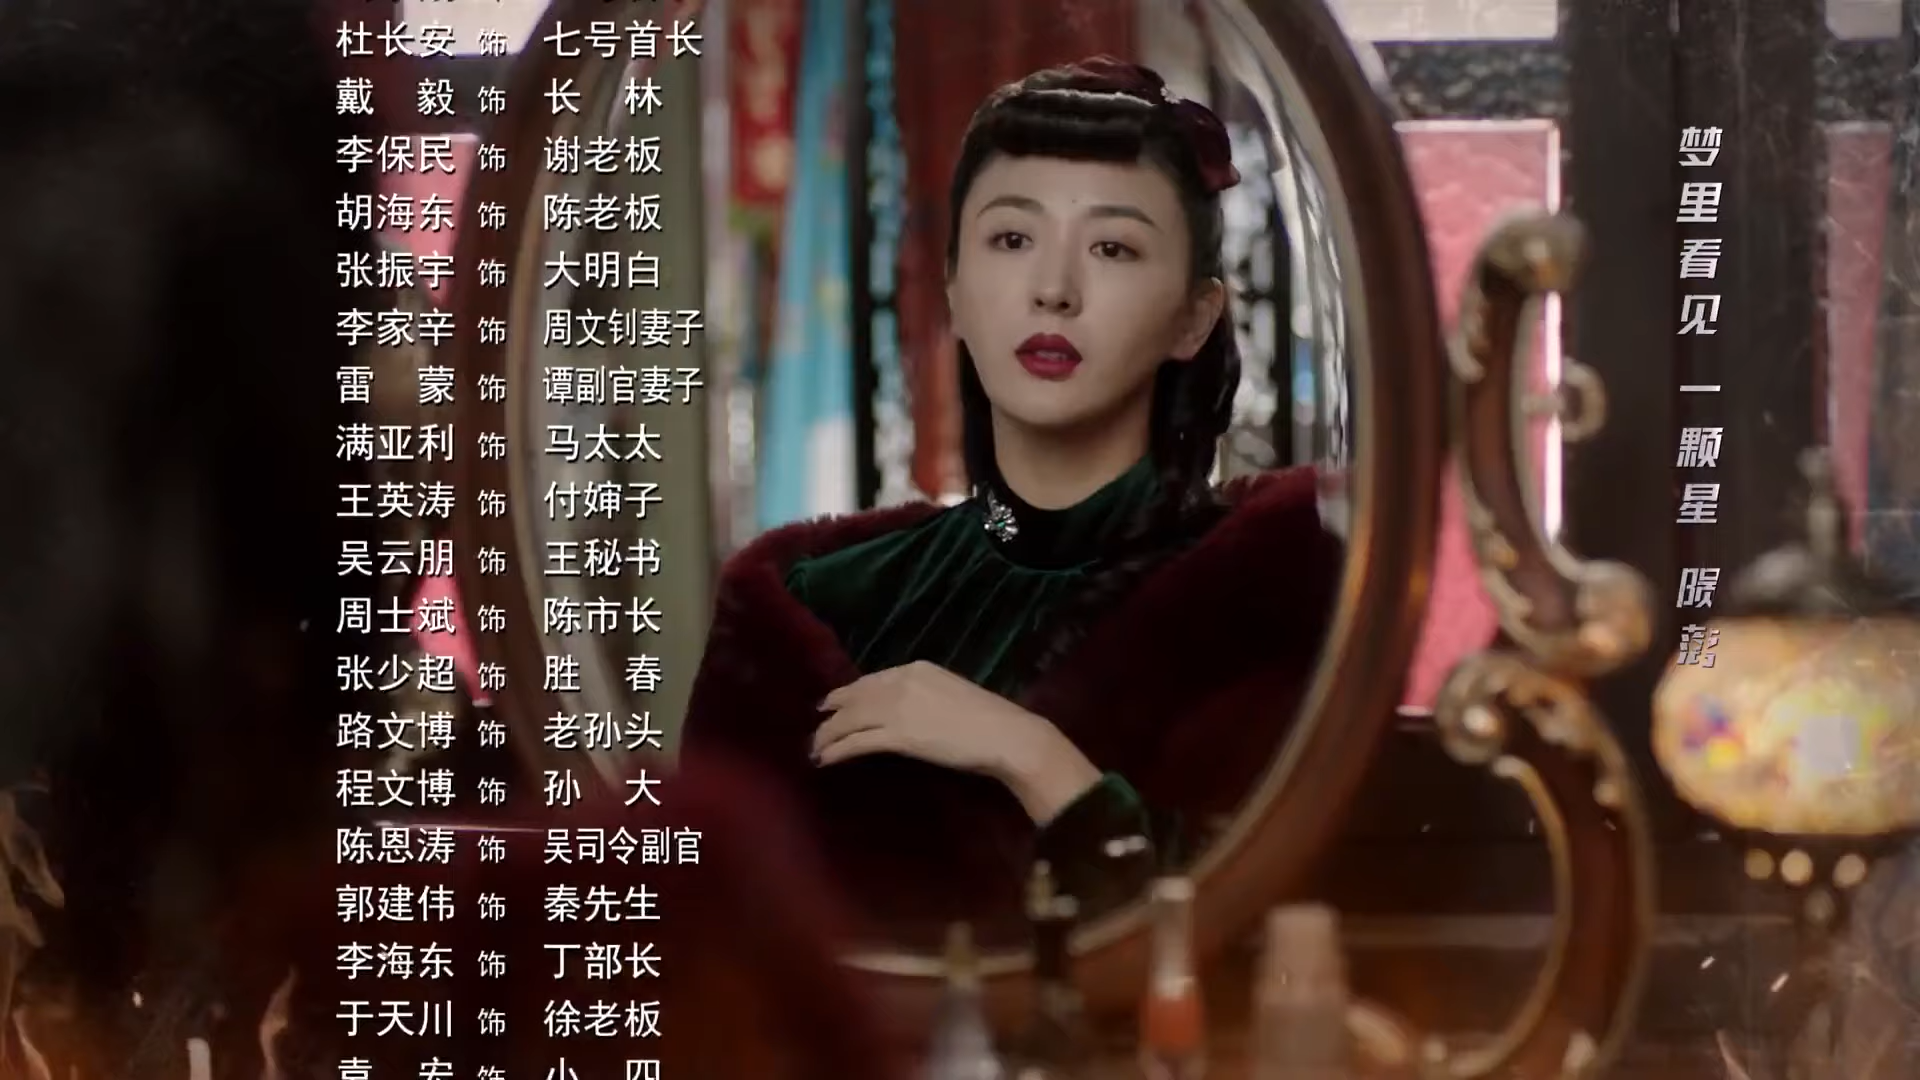 杜长安 饰 七号首长
戴 毅 饰 长 林
李保民 饰 谢老板
胡海东 饰 陈老板
张振宇 饰 大明白
李家辛 饰 周文钊妻子
雷 蒙 饰 谭副官妻子
满亚利 饰 马太太
王英涛 饰 付婶子
吴云朋 饰 王秘书
周士斌 饰 陈市长
张少超 饰 胜 春
路文博 饰 老孙头
程文博 饰 孙 大
陈恩涛 饰 吴司令副官
郭建伟 饰 秦先生
李海东 饰 丁部长
于天川 饰 徐老板
袁 宏 饰 小 四
梦里看见 一颗星 陨落